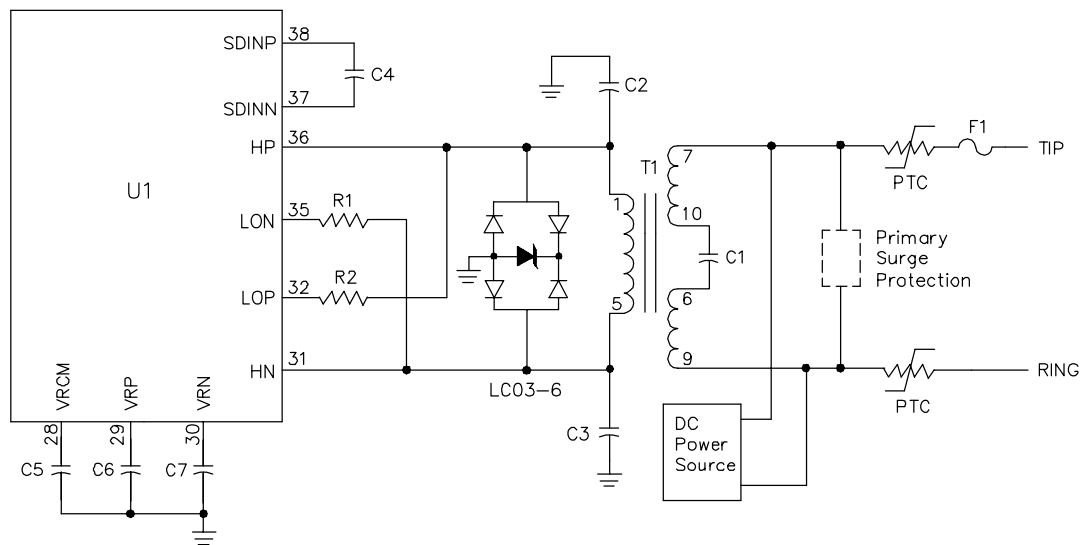 SDINP 38
C4
SDINN 37
HP 36
U1
LON 35
R1
LOP 32
R2
HN 31
VRCM
VRP
VRN
28
29
30
C5
C6
C7
C2
T1
1
5
7
10
C1
6
9
LC03-6
C3
F1
TIP
PTC
Primary
Surge
Protection
RING
PTC
DC
Power
Source